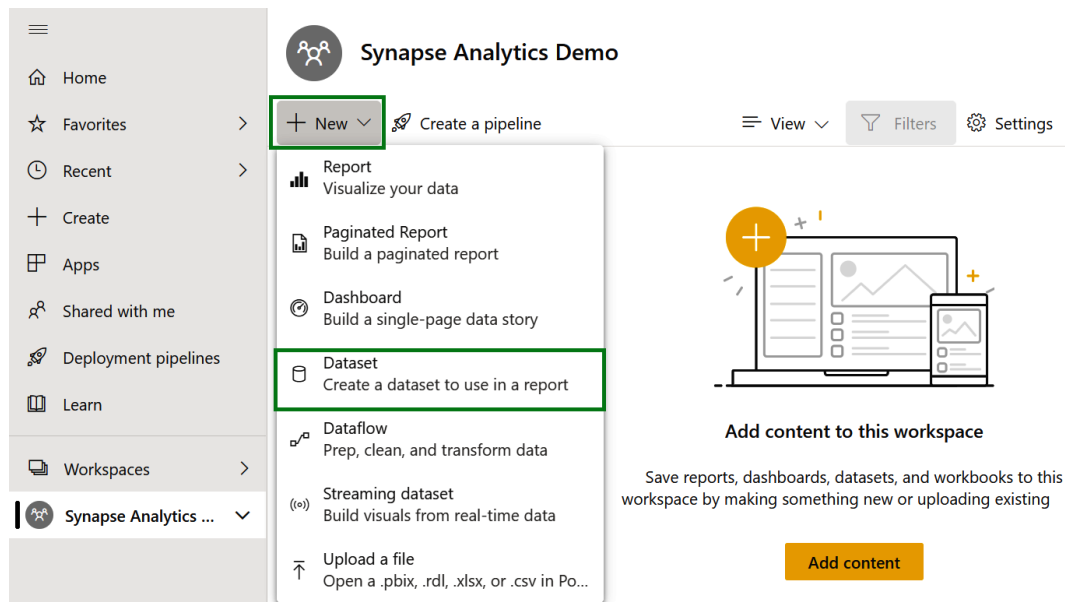 Home
Favorites
Recent
Create
Apps
Shared with me
Deployment pipelines
Learn
Workspaces
Synapse Analytics ...
Synapse Analytics Demo
New
Create a pipeline
View
Filters
Settings
Report
Visualize your data
Paginated Report
Build a paginated report
Dashboard
Build a single-page data story
Dataset
Create a dataset to use in a report
Dataflow
Prep, clean, and transform data
Streaming dataset
Build visuals from real-time data
Upload a file
Open a .pbix, .rdl, .xlsx, or .csv in Po...
Add content to this workspace
Save reports, dashboards, datasets, and workbooks to this
workspace by making something new or uploading existing
Add content